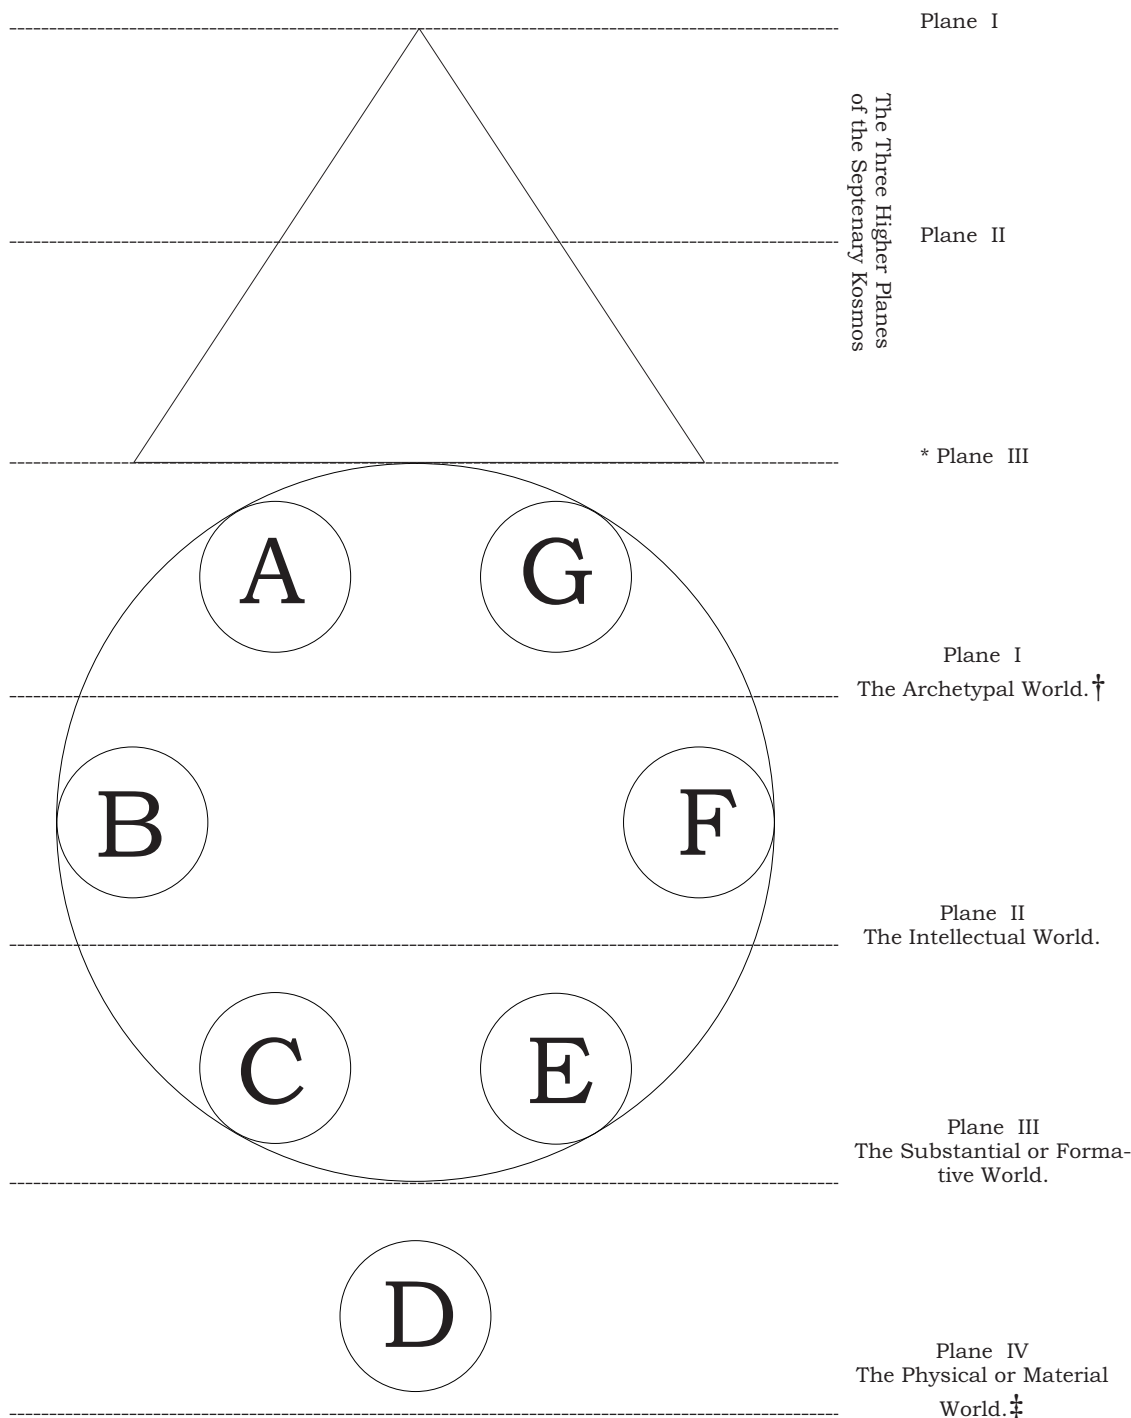 Plane I
The Three Higher Planes
of the Septenary Kosmos
Plane II
* Plane III
A
G
Plane I
The Archetypal World.†
B
F
Plane II
The Intellectual World.
C
E
Plane III
The Substantial or Forma-
tive World.
D
Plane IV
The Physical or Material
World.‡